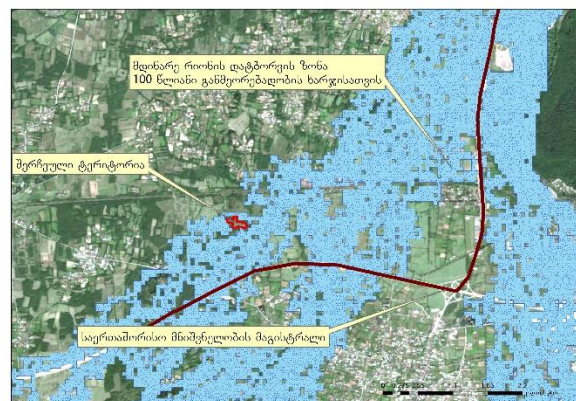 მდინარე რიონის დატბორვის ზონა
100 წლიანი განმეორებადობის ხარჯისათვის
შერჩეული ტერიტორია
საერთაშორისო მნიშვნელობის მაგისტრალი